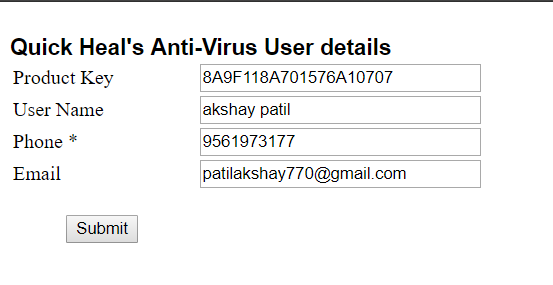 Quick Heal's Anti-Virus User details
Product Key 8A9F118A701576A10707
User Name akshay patil
Phone * 9561973177
Email patilakshay770@gmail.com
Submit